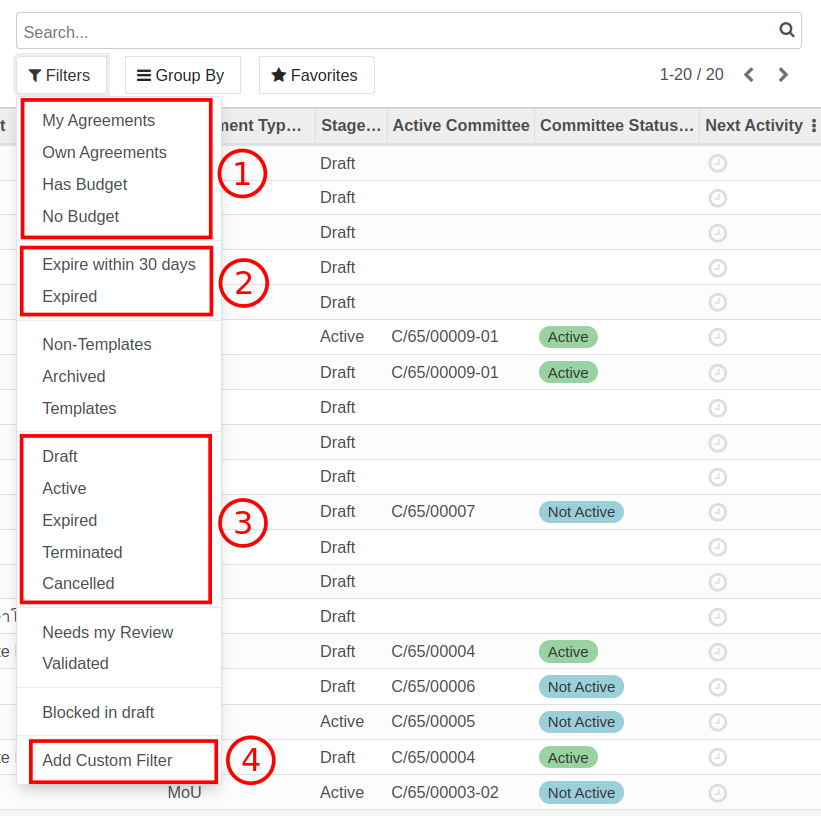 Search...
Filters Group By Favorites 1-20 / 20
t ment Typ... Stage... Active Committee Committee Status... Next Activity
My Agreements
Own Agreements
Has Budget
No Budget
1
Expire within 30 days
Expired
2
Non-Templates
Archived
Templates
Draft
Active
Expired
Terminated
Cancelled
3
Needs my Review
Validated
Blocked in draft
Add Custom Filter
4
Draft
Draft
Draft
Draft
Draft
Active C/65/00009-01 Active
Draft C/65/00009-01 Active
Draft
Draft
Draft
Draft C/65/00007 Not Active
Draft
Draft
Draft
te Draft C/65/00004 Active
Draft C/65/00006 Not Active
Active C/65/00005 Not Active
te Draft C/65/00004 Active
MoU Active C/65/00003-02 Not Active